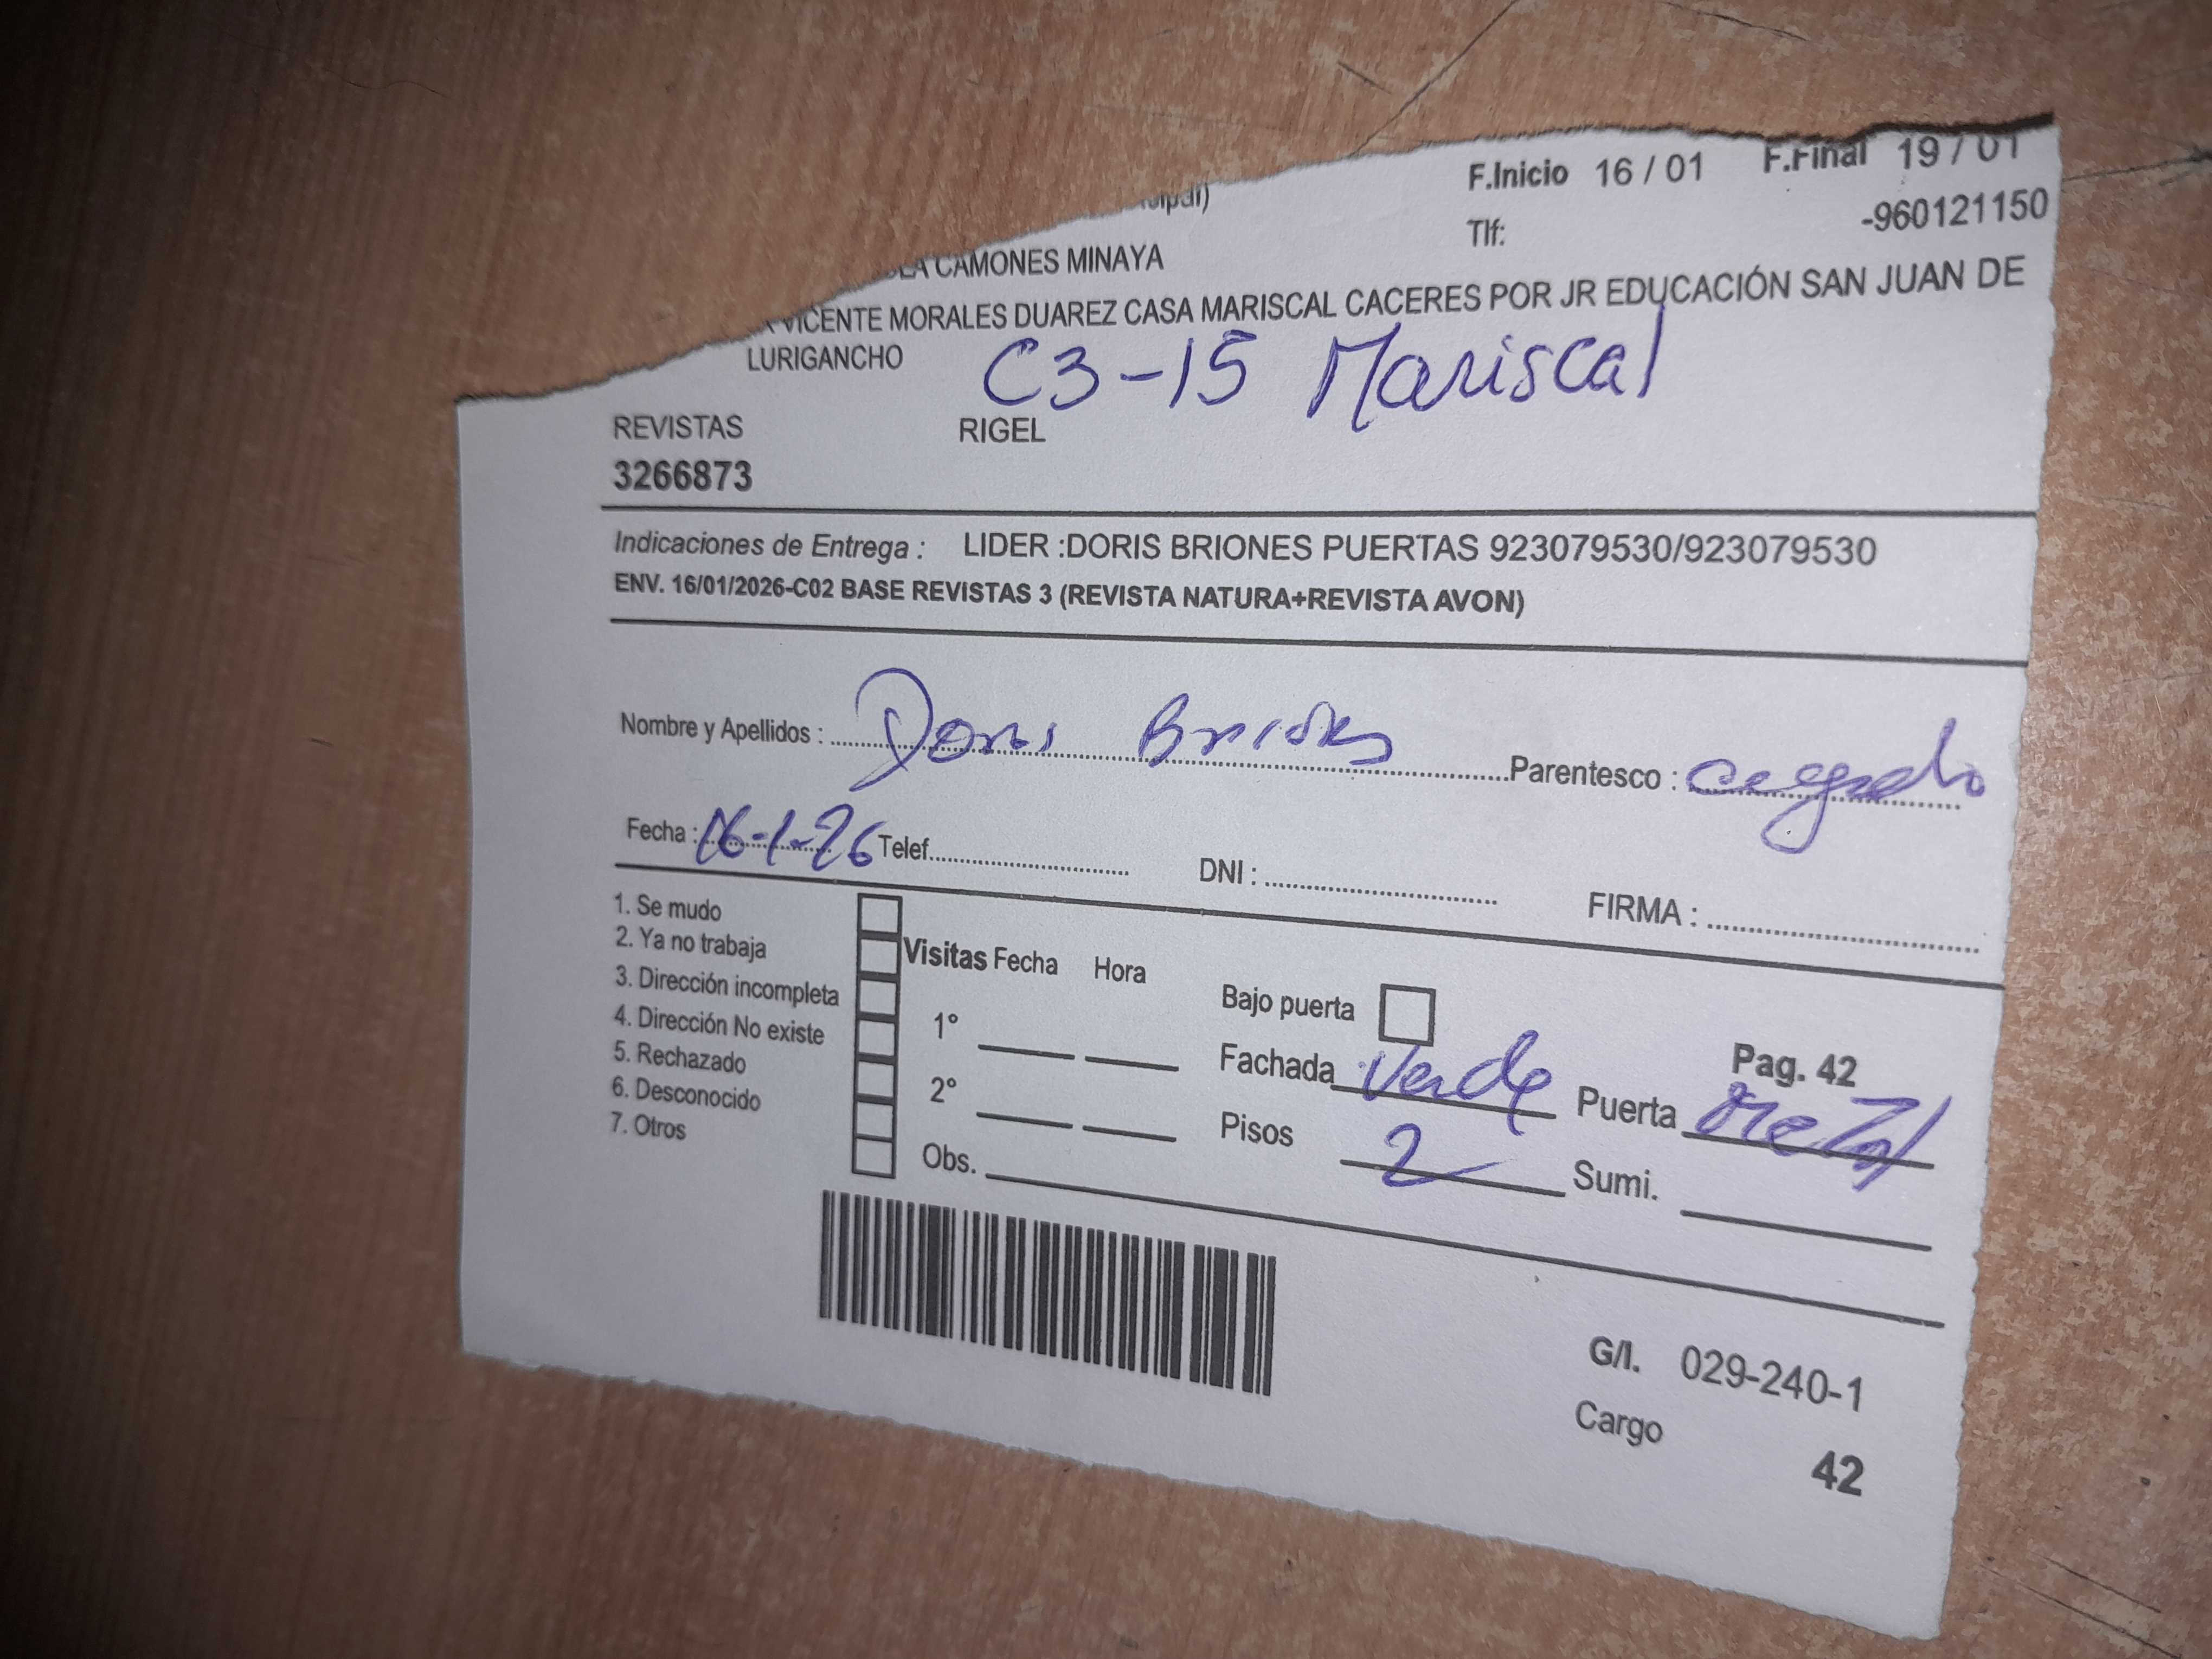 F.Inicio 16 / 01 F.Final 19 / 01
Tlf: -960121150
CAMONES MINAYA
VICENTE MORALES DUAREZ CASA MARISCAL CACERES POR JR EDUCACIÓN SAN JUAN DE
LURIGANCHO
C3-15 Mariscal
REVISTAS RIGEL
3266873
Indicaciones de Entrega : LIDER :DORIS BRIONES PUERTAS 923079530/923079530
ENV. 16/01/2026-C02 BASE REVISTAS 3 (REVISTA NATURA+REVISTA AVON)
Nombre y Apellidos : Doris Briones Parentesco :
Fecha : 16-1-26 Telef. DNI : FIRMA :
1. Se mudo
2. Ya no trabaja
3. Dirección incompleta
4. Dirección No existe
5. Rechazado
6. Desconocido
7. Otros
Visitas Fecha Hora
1°
2°
Obs.
Bajo puerta
Fachada Verde Puerta Metal
Pisos 2 Sumi.
Pag. 42
G/I. 029-240-1
Cargo
42